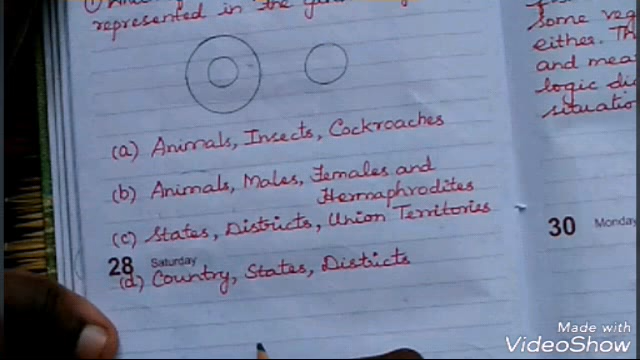 represented in the
(a) Animals, Insects, Cockroaches
(b) Animals, Males, Females and
Hermaphrodites
(c) States, Districts, Union Territories
28 Saturday
(d) Country, States, Districts
some veg
either. Th
and mea
logic di
situatio
30 Monday
Made with
VideoShow